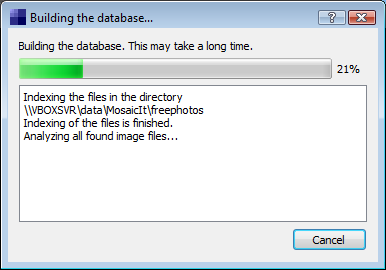 Building the database...
Building the database. This may take a long time.
21%
Indexing the files in the directory
\\VBOXSVR\data\MosaicIt\freephotos
Indexing of the files is finished.
Analyzing all found image files...
Cancel